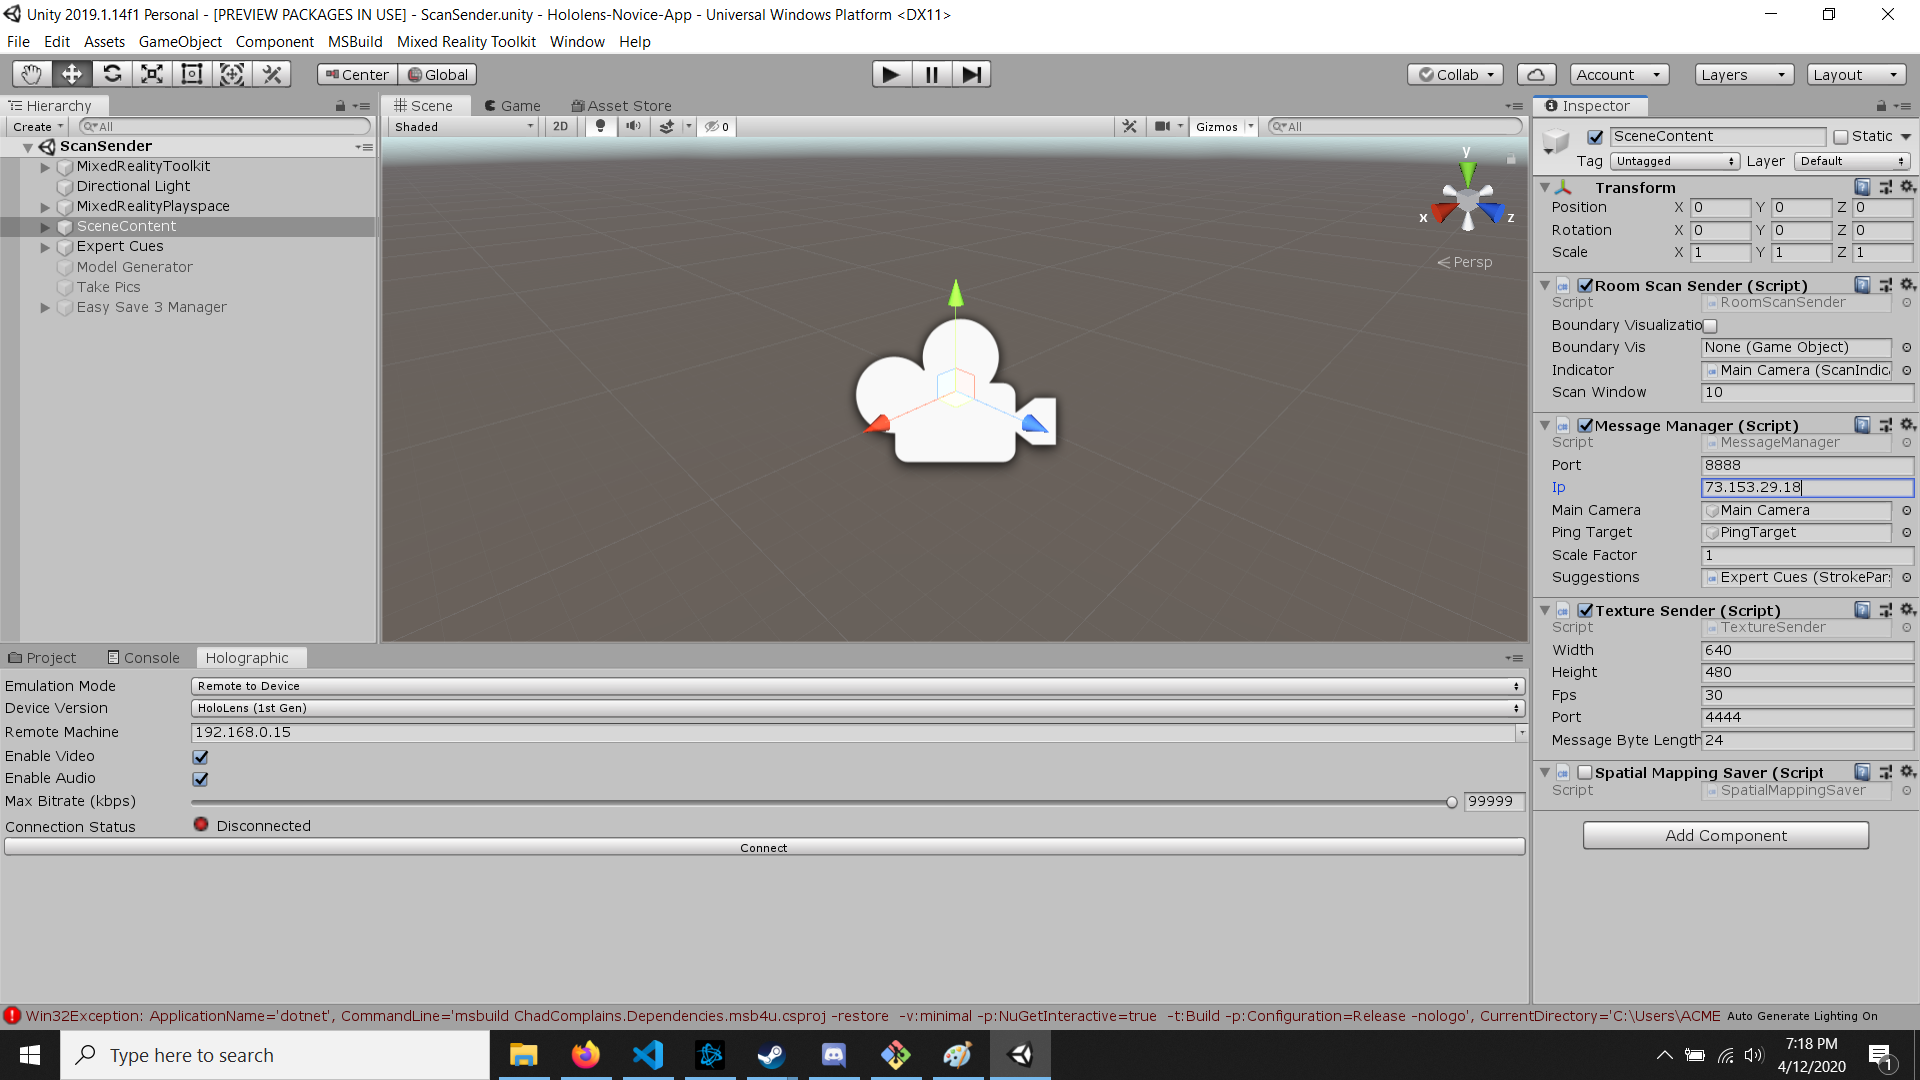 Unity 2019.1.14f1 Personal - [PREVIEW PACKAGES IN USE] - ScanSender.unity - Hololens-Novice-App - Universal Windows Platform <DX11>
File Edit Assets GameObject Component MSBuild Mixed Reality Toolkit Window Help
Center Global Collab Account Layers Layout
Hierarchy
Create All
ScanSender
MixedRealityToolkit
Directional Light
MixedRealityPlayspace
SceneContent
Expert Cues
Model Generator
Take Pics
Easy Save 3 Manager
Scene Game Asset Store
Shaded 2D 0 Gizmos All
y
x z
Persp
Project Console Holographic
Emulation Mode Remote to Device
Device Version HoloLens (1st Gen)
Remote Machine 192.168.0.15
Enable Video
Enable Audio
Max Bitrate (kbps) 99999
Connection Status Disconnected
Connect
Inspector
SceneContent Static
Tag Untagged Layer Default
Transform
Position X 0 Y 0 Z 0
Rotation X 0 Y 0 Z 0
Scale X 1 Y 1 Z 1
Room Scan Sender (Script)
Script RoomScanSender
Boundary Visualizatio
Boundary Vis None (Game Object)
Indicator Main Camera (ScanIndic
Scan Window 10
Message Manager (Script)
Script MessageManager
Port 8888
Ip 73.153.29.18
Main Camera Main Camera
Ping Target PingTarget
Scale Factor 1
Suggestions Expert Cues (StrokePar
Texture Sender (Script)
Script TextureSender
Width 640
Height 480
Fps 30
Port 4444
Message Byte Length 24
Spatial Mapping Saver (Script
Script SpatialMappingSaver
Add Component
Win32Exception: ApplicationName='dotnet', CommandLine='msbuild ChadComplains.Dependencies.msb4u.csproj -restore -v:minimal -p:NuGetInteractive=true -t:Build -p:Configuration=Release -nologo', CurrentDirectory='C:\Users\ACME Auto Generate Lighting On
Type here to search
7:18 PM
4/12/2020
1